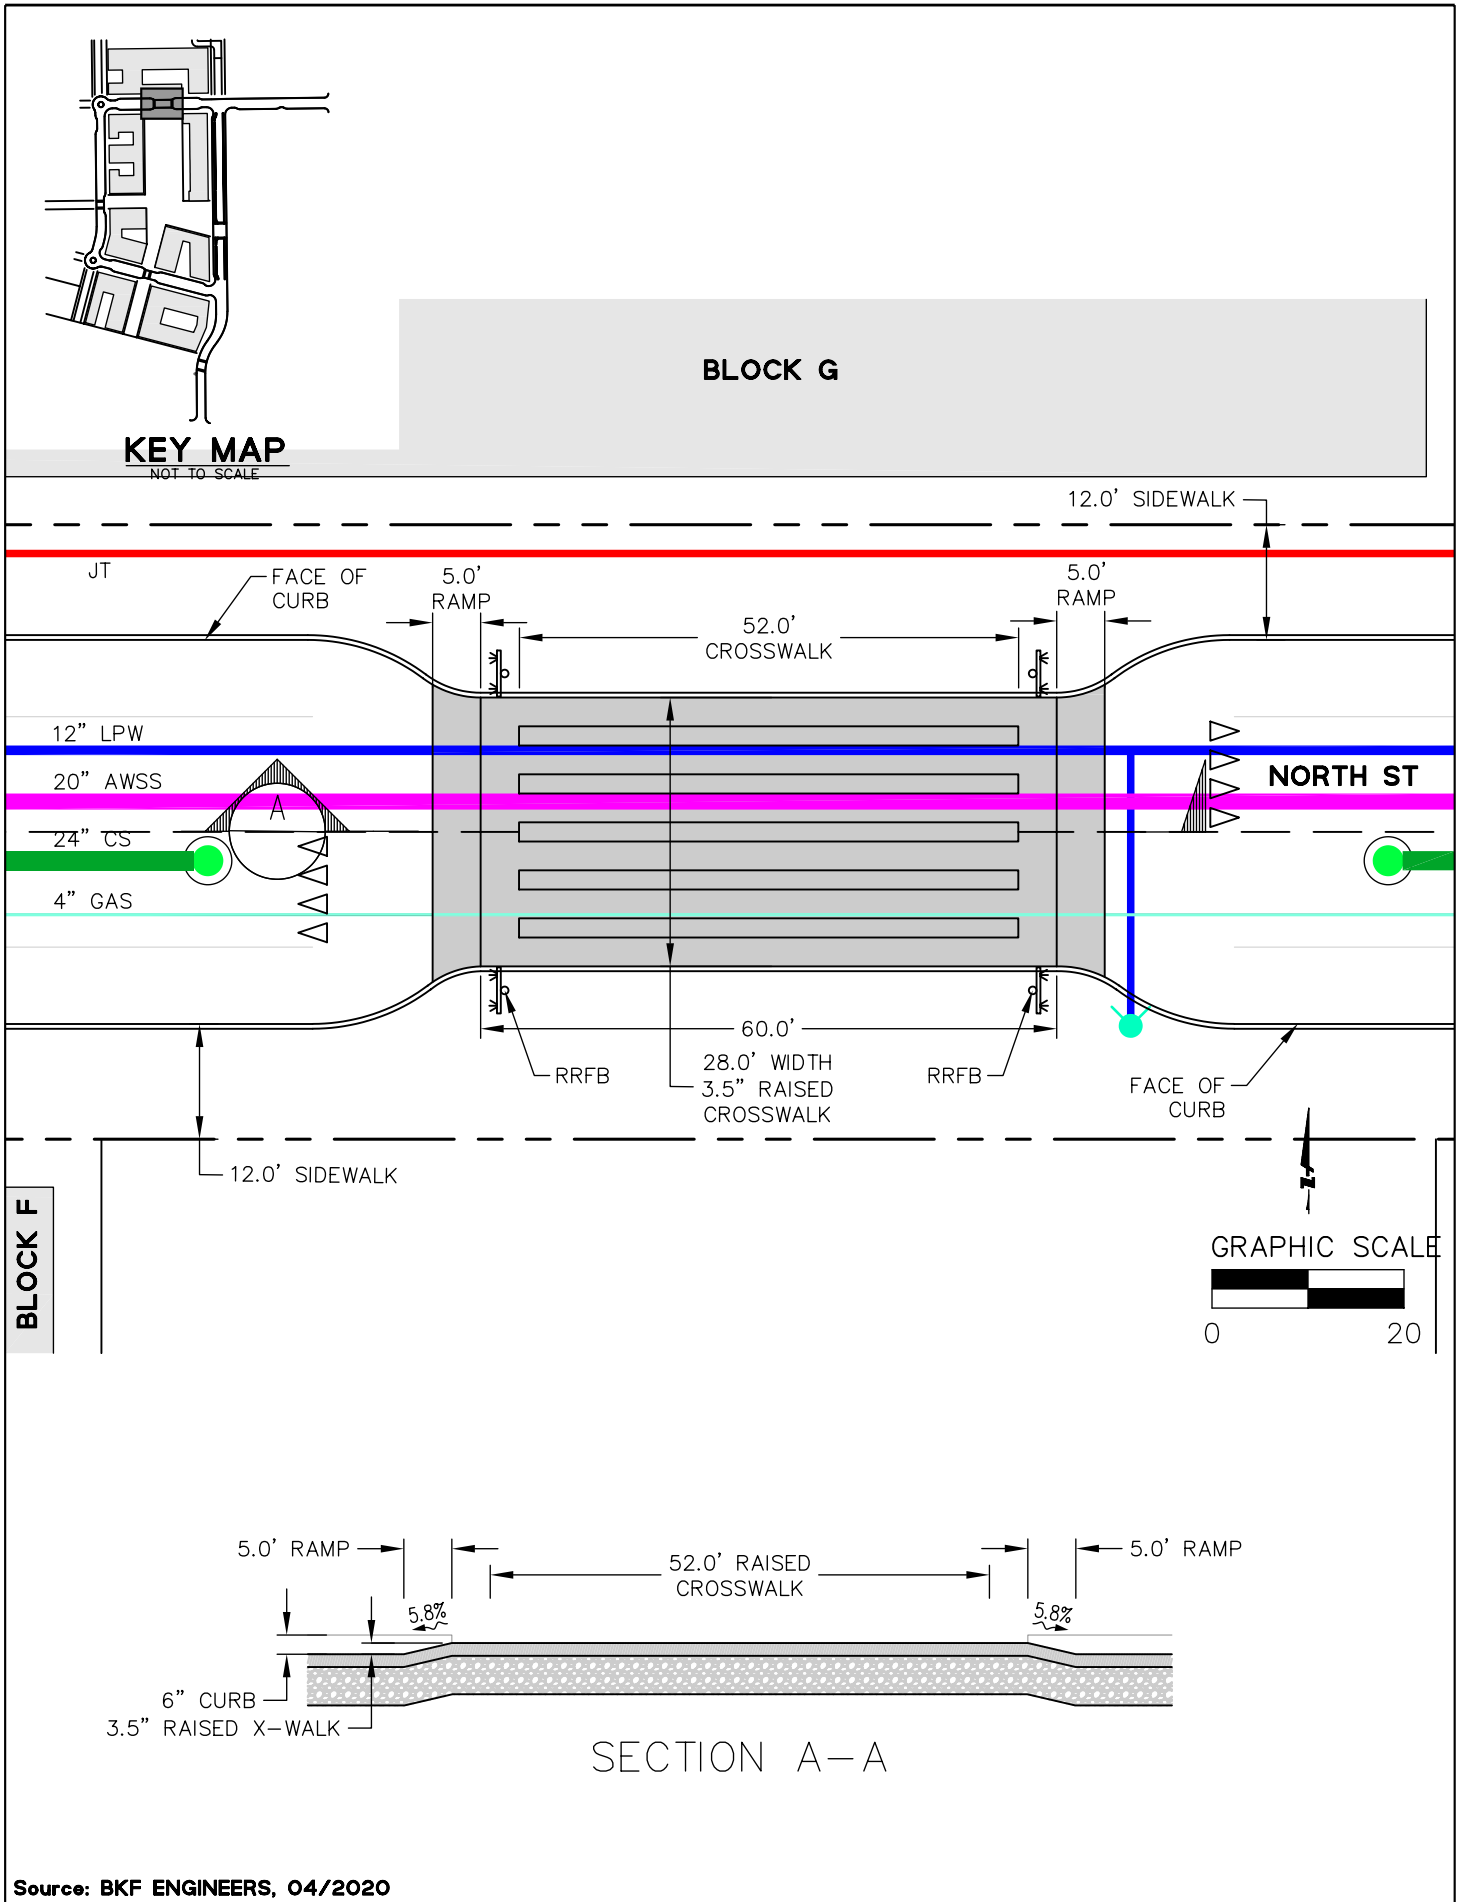 KEY MAP
NOT TO SCALE
BLOCK G
12.0' SIDEWALK
JT
FACE OF
CURB
5.0'
RAMP
52.0'
CROSSWALK
5.0'
RAMP
12" LPW
20" AWSS
A
24" CS
4" GAS
NORTH ST
60.0'
RRFB
28.0' WIDTH
3.5" RAISED
CROSSWALK
RRFB
FACE OF
CURB
12.0' SIDEWALK
BLOCK F
N
GRAPHIC SCALE
0 20
5.0' RAMP
52.0' RAISED
CROSSWALK
5.0' RAMP
5.8%
5.8%
6" CURB
3.5" RAISED X-WALK
SECTION A-A
Source: BKF ENGINEERS, 04/2020